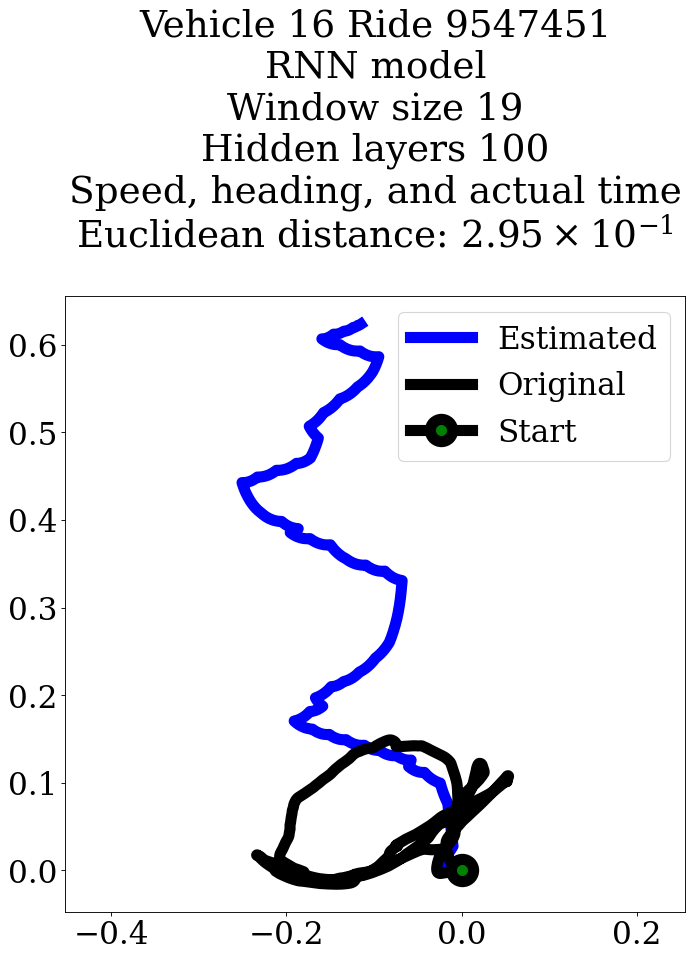 Vehicle 16 Ride 9547451
RNN model
Window size 19
Hidden layers 100
Speed, heading, and actual time
Euclidean distance: 2.95 × 10⁻¹
Estimated
Original
Start
0.6
0.5
0.4
0.3
0.2
0.1
0.0
−0.4
−0.2
0.0
0.2